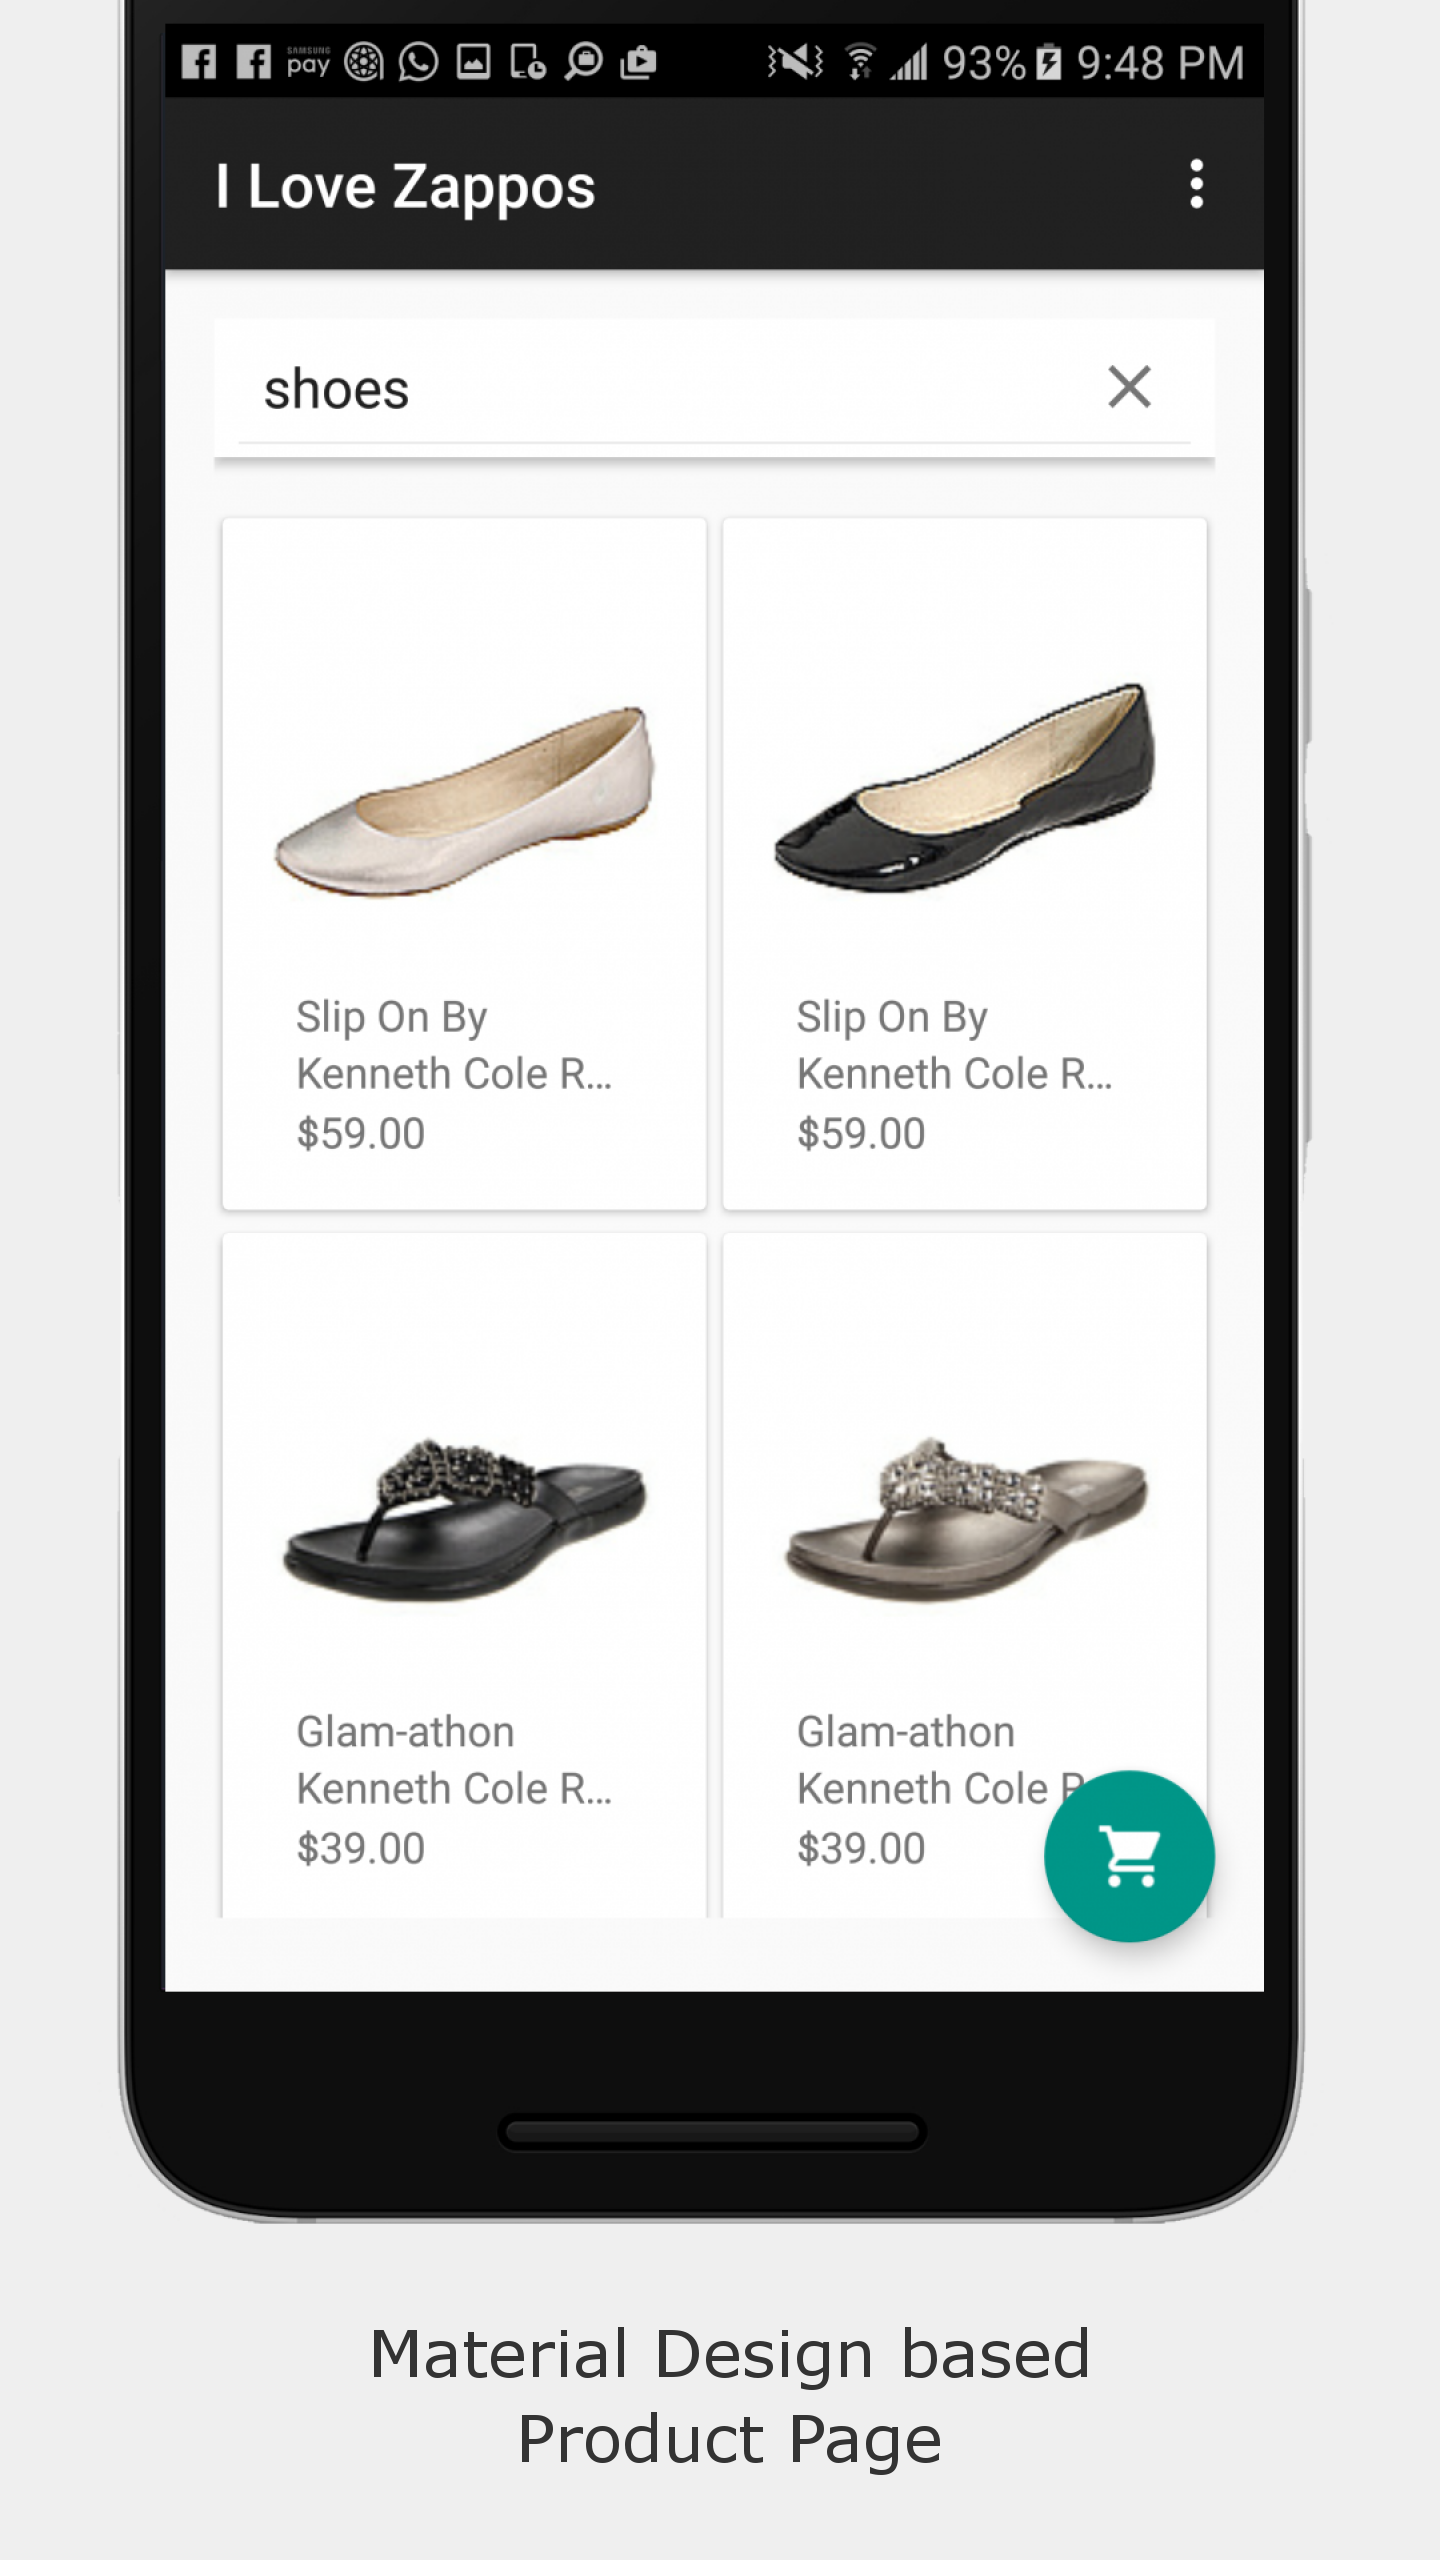 SAMSUNG
pay
93% 9:48 PM
I Love Zappos
shoes
Slip On By
Kenneth Cole R...
$59.00
Slip On By
Kenneth Cole R...
$59.00
Glam-athon
Kenneth Cole R...
$39.00
Glam-athon
Kenneth Cole
$39.00
Material Design based
Product Page